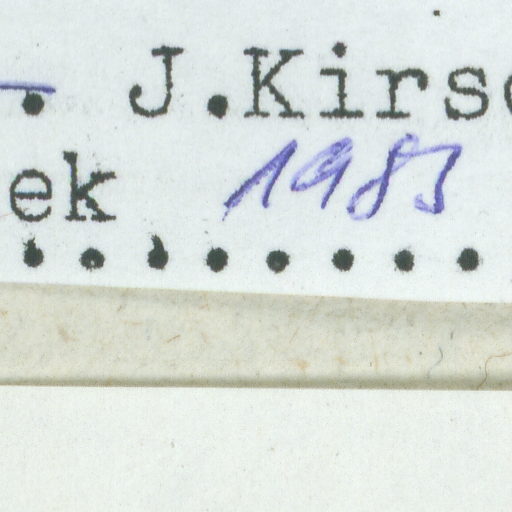 . J.Kirs
ek 1983
........